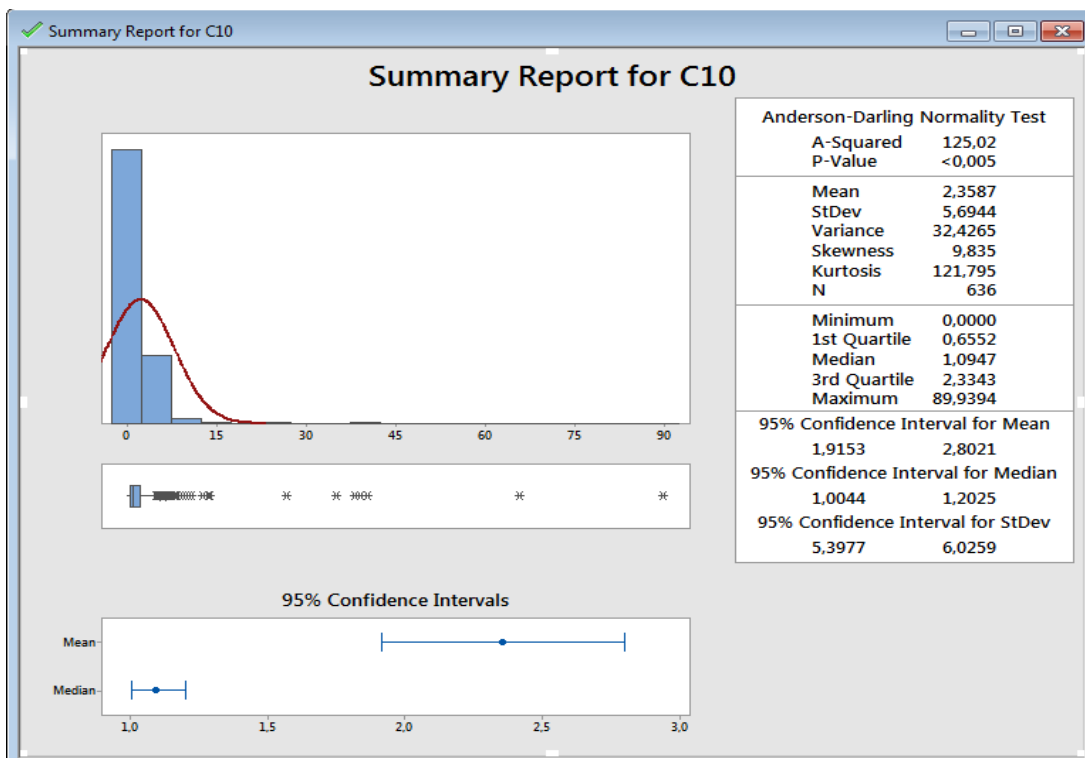 Summary Report for C10
Summary Report for C10
0 15 30 45 60 75 90
95% Confidence Intervals
Mean
Median
1,0 1,5 2,0 2,5 3,0
Anderson-Darling Normality Test
A-Squared 125,02
P-Value <0,005
Mean 2,3587
StDev 5,6944
Variance 32,4265
Skewness 9,835
Kurtosis 121,795
N 636
Minimum 0,0000
1st Quartile 0,6552
Median 1,0947
3rd Quartile 2,3343
Maximum 89,9394
95% Confidence Interval for Mean
1,9153 2,8021
95% Confidence Interval for Median
1,0044 1,2025
95% Confidence Interval for StDev
5,3977 6,0259